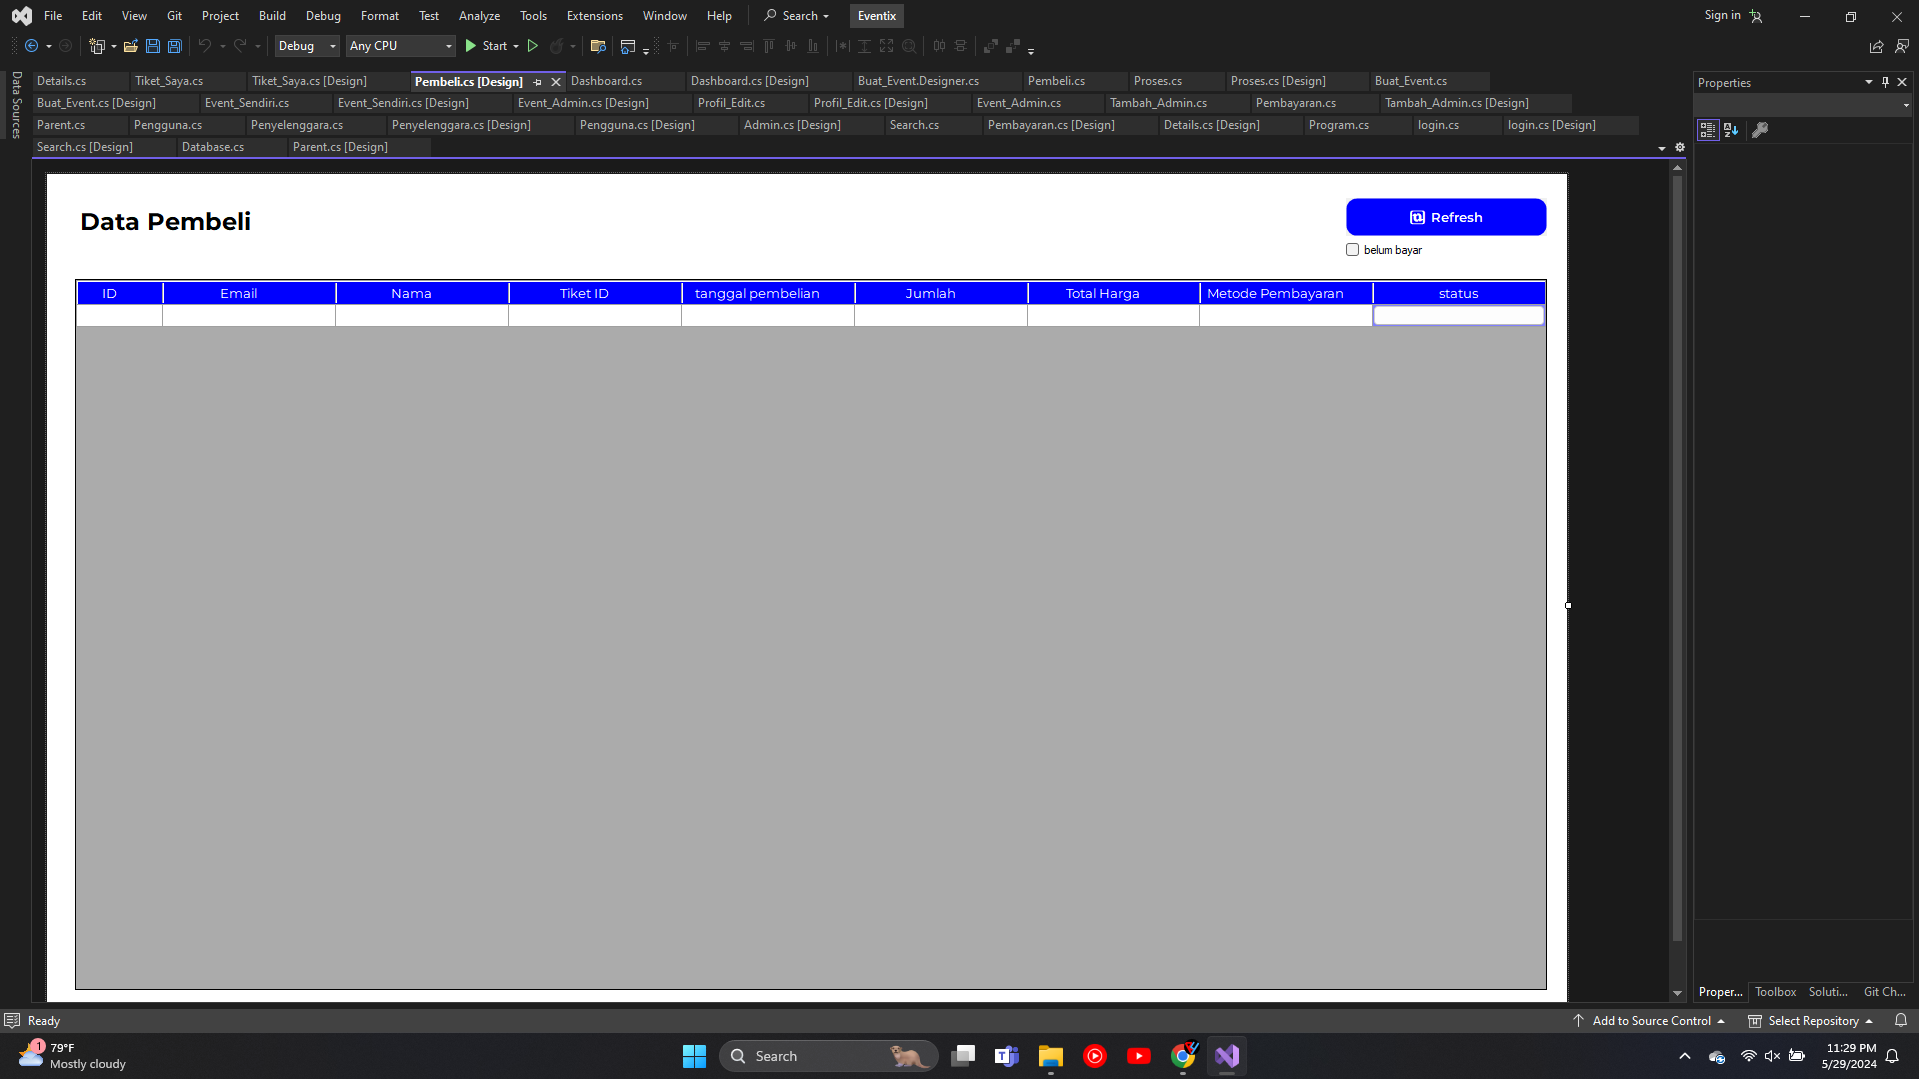 File Edit View Git Project Build Debug Format Test Analyze Tools Extensions Window Help Search Eventix Sign in
Debug Any CPU Start
Data Sources
Details.cs Tiket_Saya.cs Tiket_Saya.cs [Design] Pembeli.cs [Design] Dashboard.cs Dashboard.cs [Design] Buat_Event.Designer.cs Pembeli.cs Proses.cs Proses.cs [Design] Buat_Event.cs
Buat_Event.cs [Design] Event_Sendiri.cs Event_Sendiri.cs [Design] Event_Admin.cs [Design] Profil_Edit.cs Profil_Edit.cs [Design] Event_Admin.cs Tambah_Admin.cs Pembayaran.cs Tambah_Admin.cs [Design]
Parent.cs Pengguna.cs Penyelenggara.cs Penyelenggara.cs [Design] Pengguna.cs [Design] Admin.cs [Design] Search.cs Pembayaran.cs [Design] Details.cs [Design] Program.cs login.cs login.cs [Design]
Search.cs [Design] Database.cs Parent.cs [Design]
Properties
Data Pembeli
Refresh
belum bayar
ID Email Nama Tiket ID tanggal pembelian Jumlah Total Harga Metode Pembayaran status
Proper... Toolbox Soluti... Git Ch...
Ready Add to Source Control Select Repository
1
79°F
Mostly cloudy
Search
11:29 PM
5/29/2024